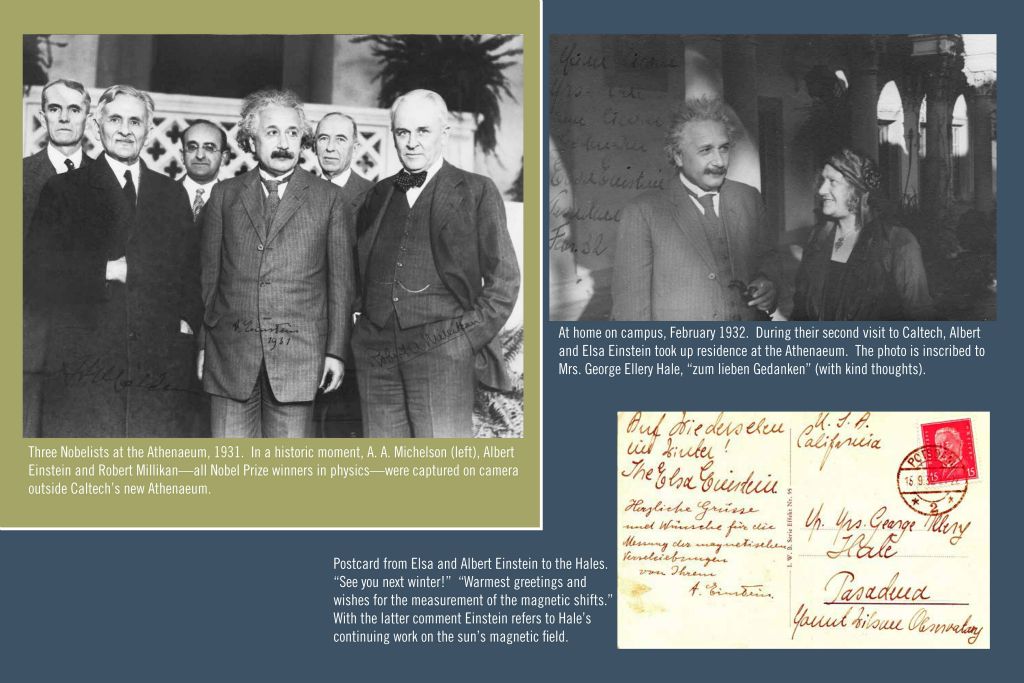 A. Einstein
1931
Three Nobelists at the Athenaeum, 1931.  In a historic moment, A. A. Michelson (left), Albert
Einstein and Robert Millikan—all Nobel Prize winners in physics—were captured on camera
outside Caltech's new Athenaeum.
At home on campus, February 1932.  During their second visit to Caltech, Albert
and Elsa Einstein took up residence at the Athenaeum.  The photo is inscribed to
Mrs. George Ellery Hale, “zum lieben Gedanken” (with kind thoughts).
Auf Wiedersehen
im Winter!
Ihre Elsa Einstein
Herzliche Grüsse
und Wünsche für die
Messung der magnetischen
Verschiebungen
von Ihrem
A. Einstein.
U. S. A.
California
15
Mrs. George Ellery
Hale
Pasadena
Mount Wilson Observatory
Postcard from Elsa and Albert Einstein to the Hales.
“See you next winter!”  “Warmest greetings and
wishes for the measurement of the magnetic shifts.”
With the latter comment Einstein refers to Hale's
continuing work on the sun's magnetic field.